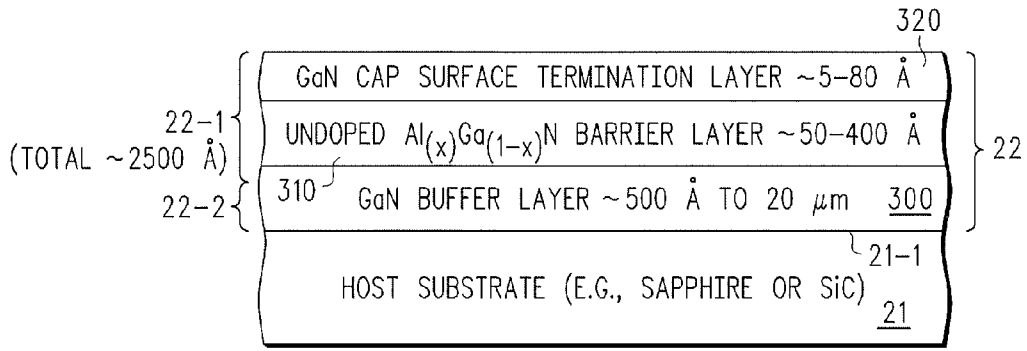 320
GaN CAP SURFACE TERMINATION LAYER ~5-80 Å
22-1
(TOTAL ~2500 Å)
UNDOPED Al(x)Ga(1-x)N BARRIER LAYER ~50-400 Å
22
310
22-2
GaN BUFFER LAYER ~500 Å TO 20 μm 300
21-1
HOST SUBSTRATE (E.G., SAPPHIRE OR SiC)
21